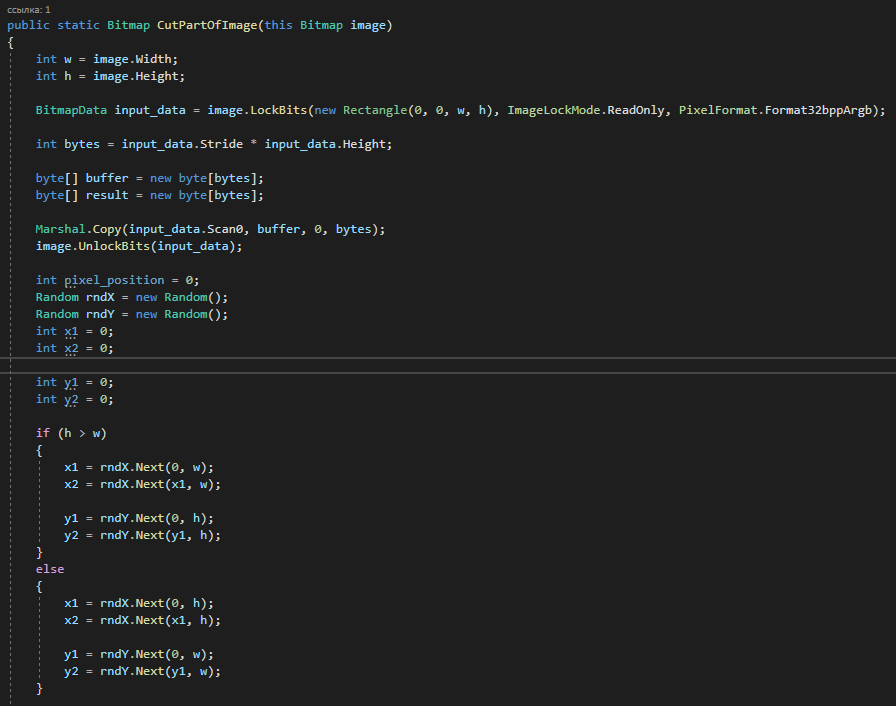 ссылка: 1
public static Bitmap CutPartOfImage(this Bitmap image)
{
int w = image.Width;
int h = image.Height;
BitmapData input_data = image.LockBits(new Rectangle(0, 0, w, h), ImageLockMode.ReadOnly, PixelFormat.Format32bppArgb);
int bytes = input_data.Stride * input_data.Height;
byte[] buffer = new byte[bytes];
byte[] result = new byte[bytes];
Marshal.Copy(input_data.Scan0, buffer, 0, bytes);
image.UnlockBits(input_data);
int pixel_position = 0;
Random rndX = new Random();
Random rndY = new Random();
int x1 = 0;
int x2 = 0;
int y1 = 0;
int y2 = 0;
if (h > w)
{
x1 = rndX.Next(0, w);
x2 = rndX.Next(x1, w);
y1 = rndY.Next(0, h);
y2 = rndY.Next(y1, h);
}
else
{
x1 = rndX.Next(0, h);
x2 = rndX.Next(x1, h);
y1 = rndY.Next(0, w);
y2 = rndY.Next(y1, w);
}